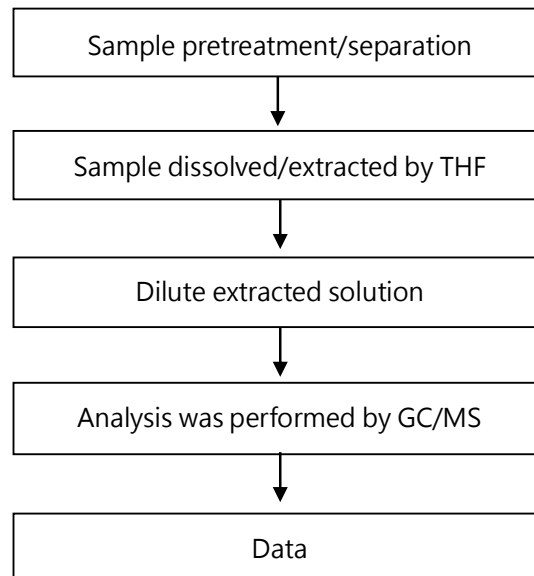 Sample pretreatment/separation
Sample dissolved/extracted by THF
Dilute extracted solution
Analysis was performed by GC/MS
Data